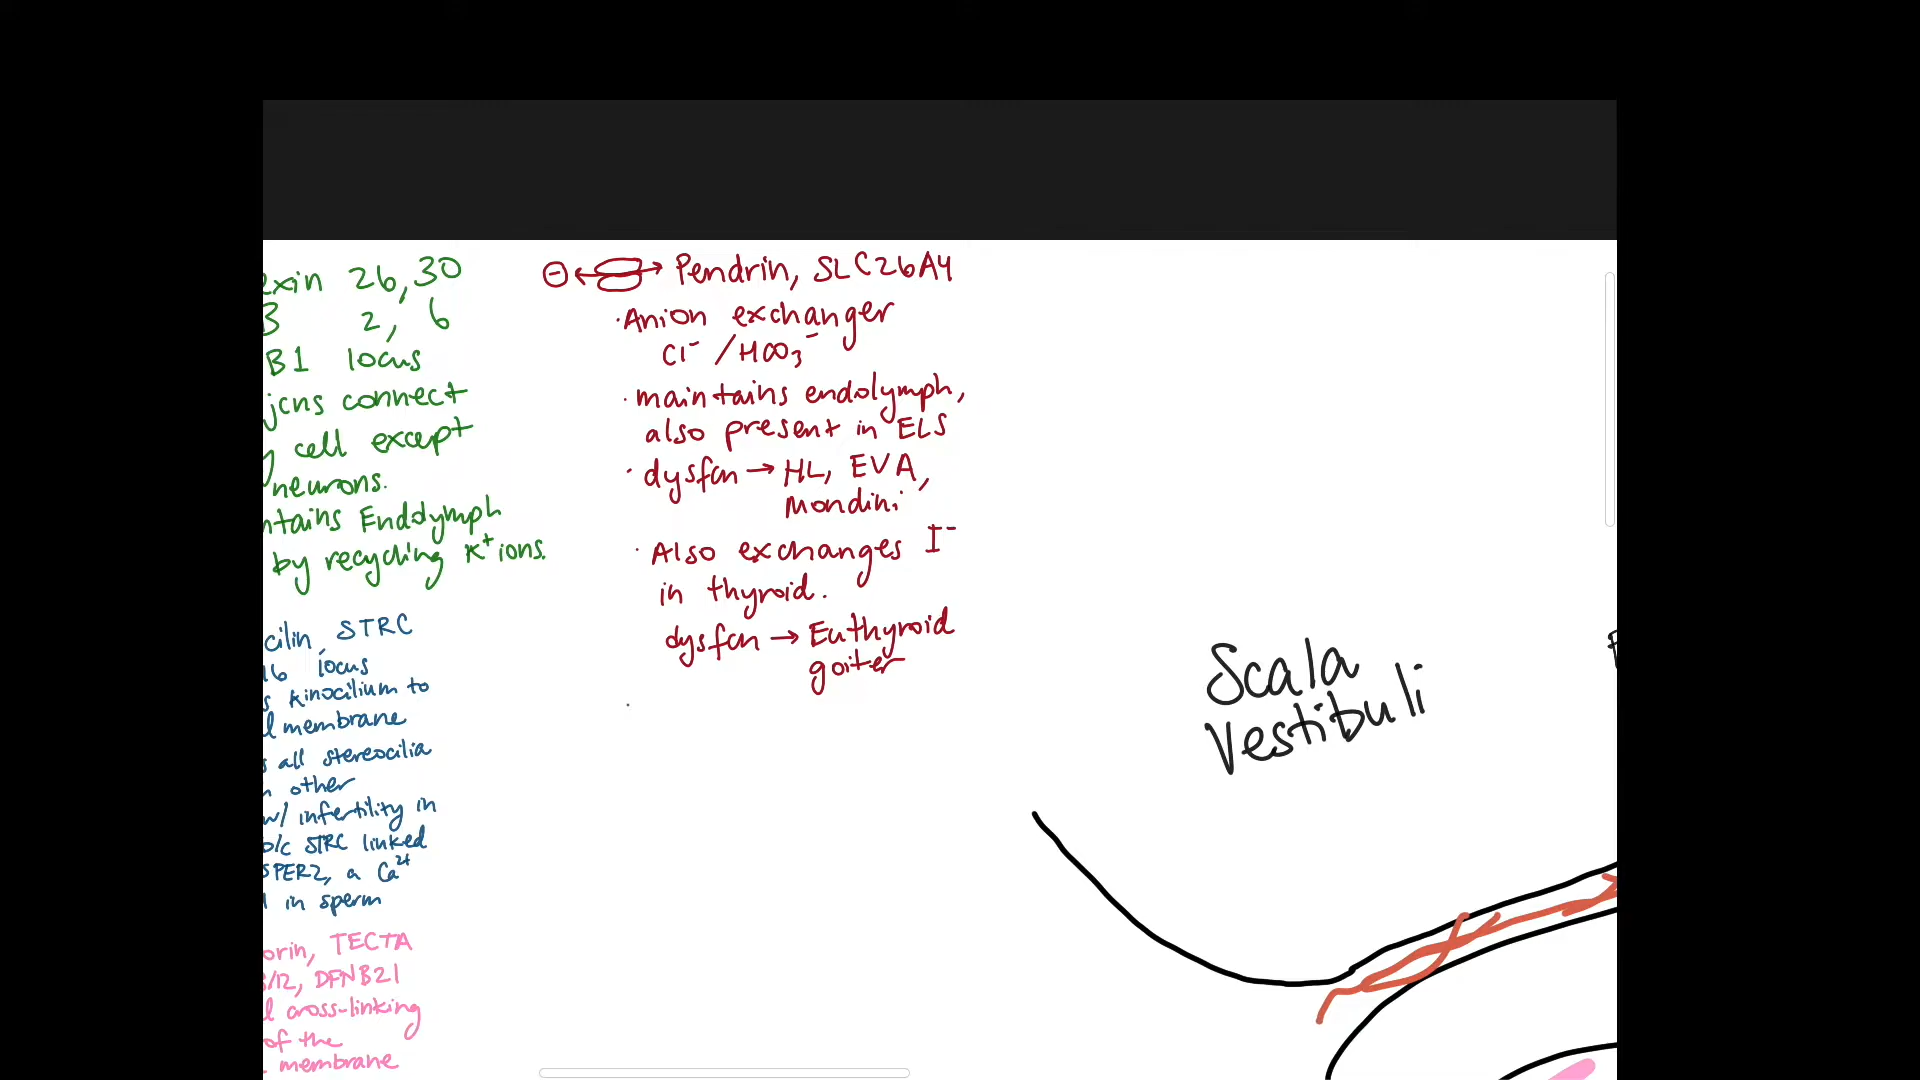 exin 26,30
3 2, 6
B1 locus
jcns connect
cell except
neurons.
ntains Endolymph
by recycling K⁺ ions.
cilin, STRC
16 locus
s kinocilium to
l membrane
s all stereocilia
n other
w/ infertility in
b/c STRC linked
SPER2, a Ca²⁺
l in sperm
orin, TECTA
8/12, DFNB21
l cross-linking
of the
membrane
⊖ Pendrin, SLC26A4
·Anion exchanger
Cl⁻ / HCO₃⁻
·maintains endolymph,
also present in ELS
·dysfcn → HL, EVA,
Mondini
·Also exchanges I⁻
in thyroid.
dysfcn → Euthyroid
goiter
Scala
Vestibuli